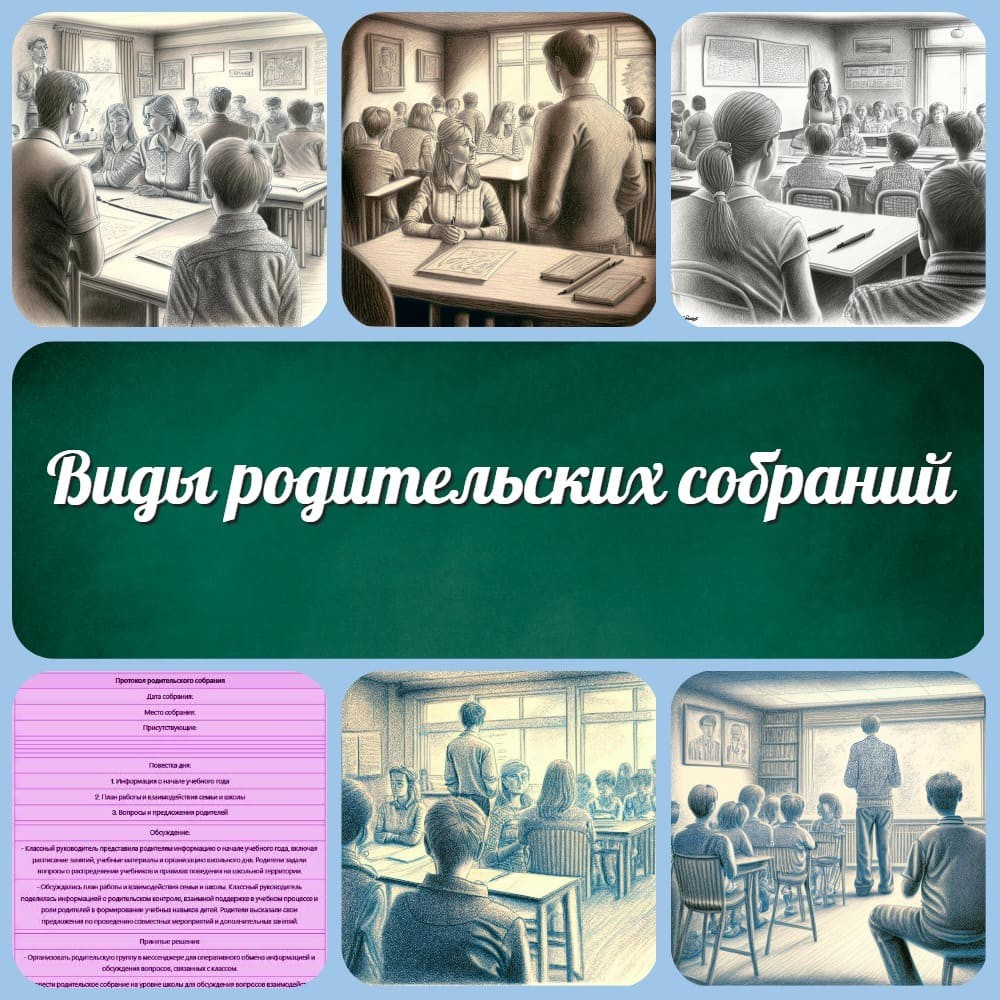 Виды родительских собраний
Протокол родительского собрания
Дата собрания:
Место собрания:
Присутствующие:
Повестка дня:
1. Информация о начале учебного года
2. План работы и взаимодействия семьи и школы
3. Вопросы и предложения родителей
Обсуждение:
- Классный руководитель представила родителям информацию о начале учебного года, включая
расписание занятий, учебные материалы и организацию школьного дня. Родители задали
вопросы о распределении учебников и правилах поведения на школьной территории.
- Обсуждались план работы и взаимодействия семьи и школы. Классный руководитель
поделилась информацией о родительском контроле, взаимной поддержке в учебном процессе и
роли родителей в формировании учебных навыков детей. Родители высказали свои
предложения по проведению совместных мероприятий и дополнительных занятий.
Принятые решения:
- Организовать родительскую группу в мессенджере для оперативного обмена информацией и
обсуждения вопросов, связанных с классом.
родительское собрание на уровне школы для обсуждения вопросов